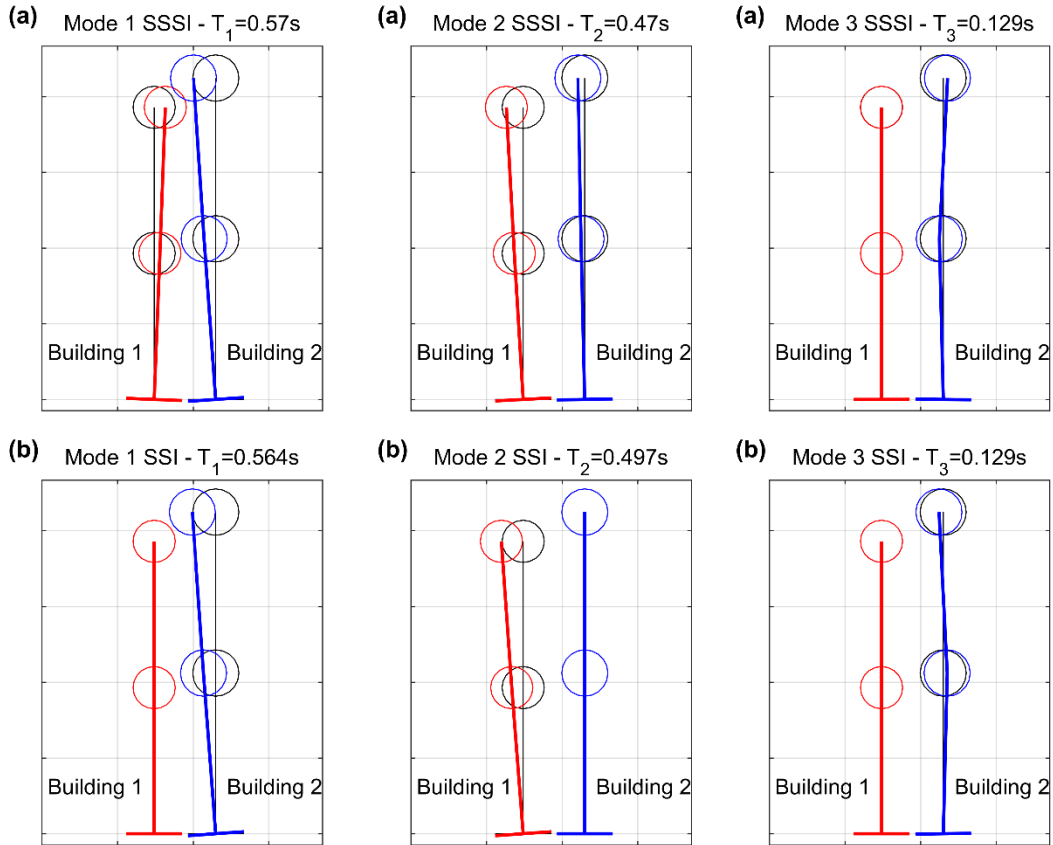 (a) Mode 1 SSSI - T₁=0.57s
(a) Mode 2 SSSI - T₂=0.47s
(a) Mode 3 SSSI - T₃=0.129s
Building 1 Building 2
Building 1 Building 2
Building 1 Building 2
(b) Mode 1 SSI - T₁=0.564s
(b) Mode 2 SSI - T₂=0.497s
(b) Mode 3 SSI - T₃=0.129s
Building 1 Building 2
Building 1 Building 2
Building 1 Building 2